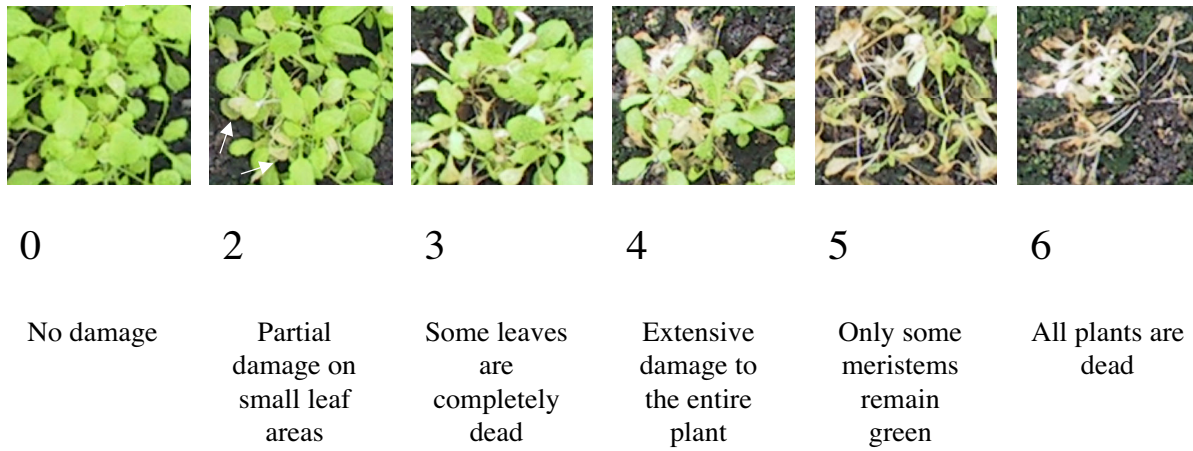 0
No damage
2
Partial
damage on
small leaf
areas
3
Some leaves
are
completely
dead
4
Extensive
damage to
the entire
plant
5
Only some
meristems
remain
green
6
All plants are
dead